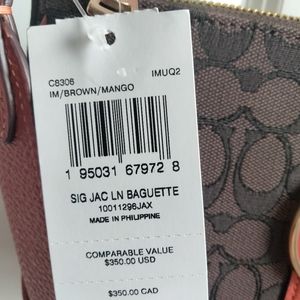 C8306 IMUQ2
IM/BROWN/MANGO
1 95031 67972 8
SIG JAC LN BAGUETTE
10011296JAX
MADE IN PHILIPPINE
COMPARABLE VALUE
$350.00 USD
$350.00 CAD